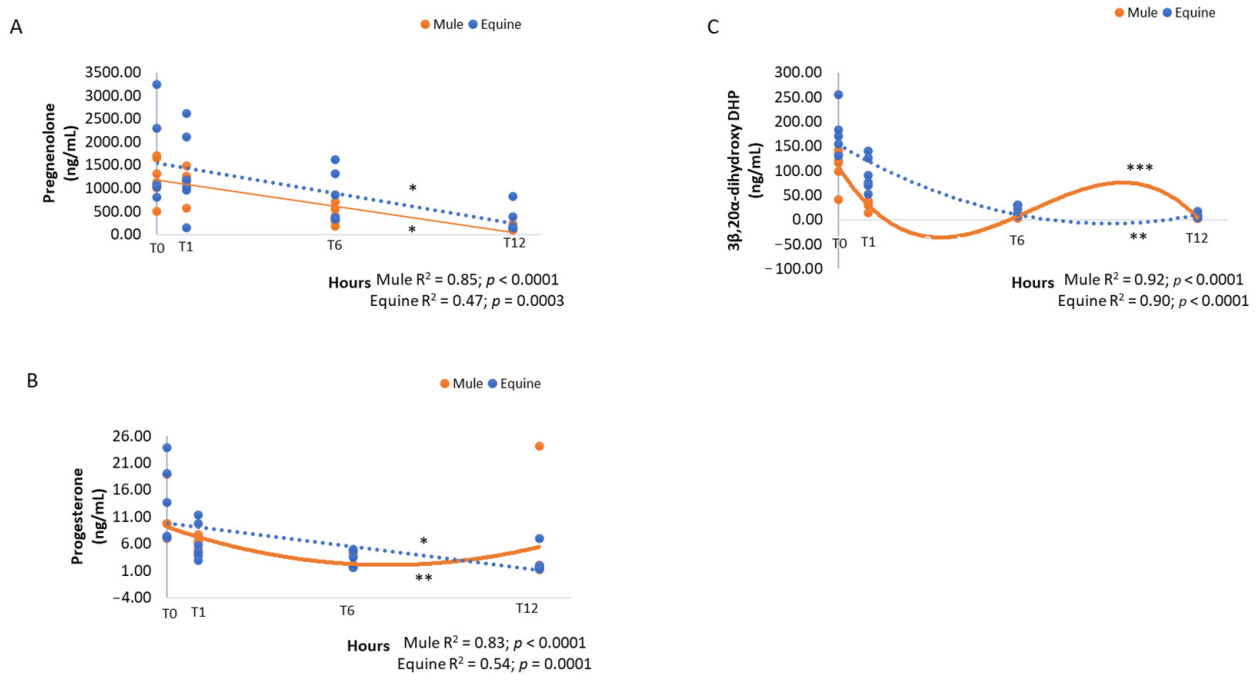 A
Mule Equine
3500.00
3000.00
2500.00
2000.00
1500.00
1000.00
500.00
0.00
Pregnenolone
(ng/mL)
*
*
T0 T1 T6 T12
Hours Mule R² = 0.85; p < 0.0001
Equine R² = 0.47; p = 0.0003
C
Mule Equine
300.00
250.00
200.00
150.00
100.00
50.00
0.00
−50.00
−100.00
3β,20α-dihydroxy DHP
(ng/mL)
***
**
T0 T1 T6 T12
Hours Mule R² = 0.92; p < 0.0001
Equine R² = 0.90; p < 0.0001
B
Mule Equine
26.00
21.00
16.00
11.00
6.00
1.00
−4.00
Progesterone
(ng/mL)
*
**
T0 T1 T6 T12
Hours Mule R² = 0.83; p < 0.0001
Equine R² = 0.54; p = 0.0001